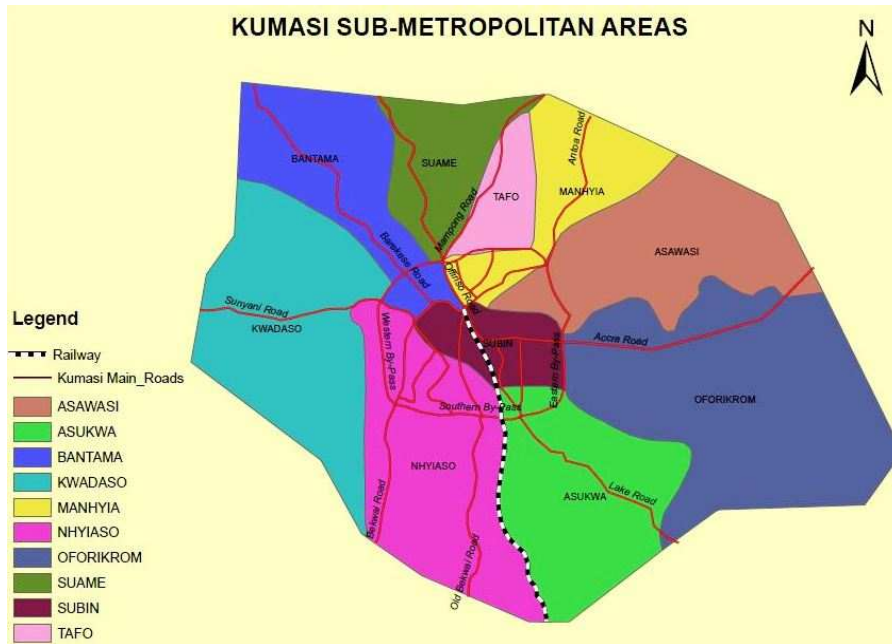 KUMASI SUB-METROPOLITAN AREAS
N
BANTAMA
SUAME
TAFO
MANHYIA
Antoa Road
Mampong Road
ASAWASI
Barekese Road
Offinso Road
Sunyani Road
KWADASO
Western By-Pass
SUBIN
Eastern By-Pass
Accra Road
OFORIKROM
Southern By-Pass
NHYIASO
ASUKWA
Lake Road
Bekwai Road
Old Bekwai Road
Legend
Railway
Kumasi Main_Roads
ASAWASI
ASUKWA
BANTAMA
KWADASO
MANHYIA
NHYIASO
OFORIKROM
SUAME
SUBIN
TAFO